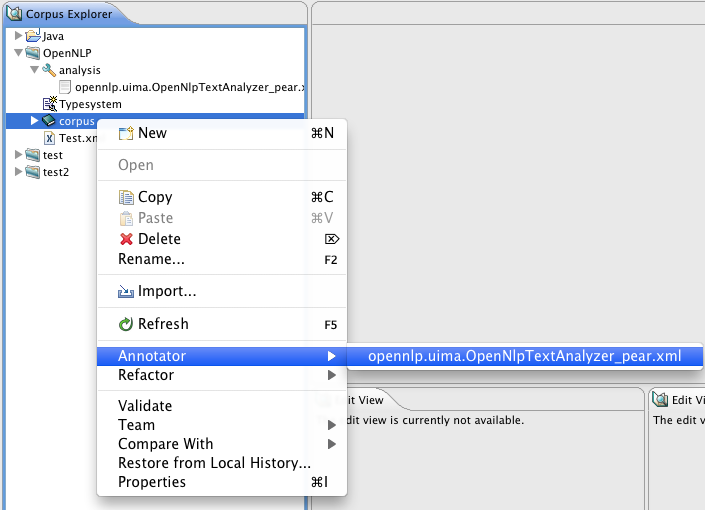 Corpus Explorer
Java
OpenNLP
analysis
opennlp.uima.OpenNlpTextAnalyzer_pear.x
Typesystem
corpus
Test.xm
test
test2
New ⌘N
Open
Copy ⌘C
Paste ⌘V
Delete ⌦
Rename... F2
Import...
Refresh F5
Annotator
opennlp.uima.OpenNlpTextAnalyzer_pear.xml
Refactor
Validate
Team
Compare With
Restore from Local History...
Properties ⌘I
dit View
edit view is currently not available.
Edit Vi
The edit v